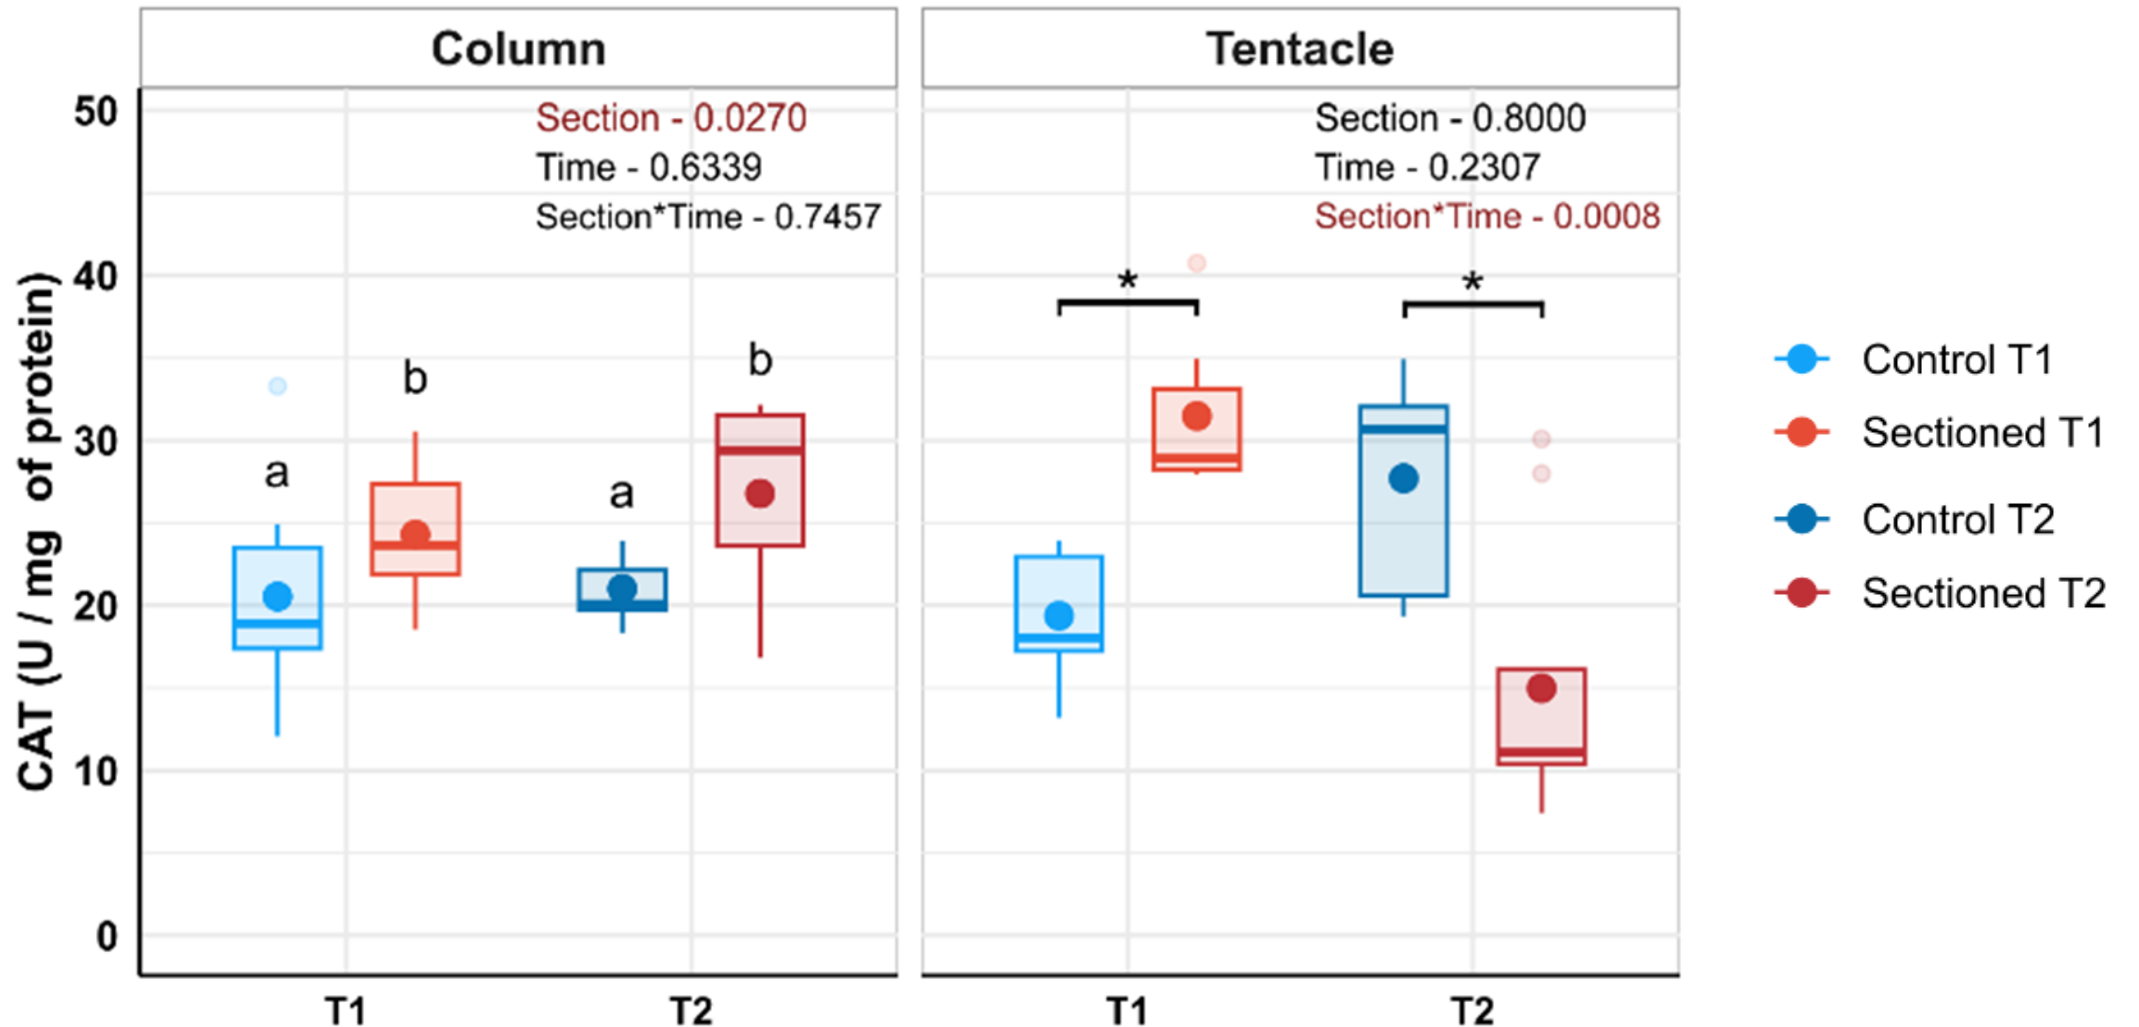 Column
Tentacle
CAT (U / mg of protein)
50
40
30
20
10
0
Section - 0.0270
Time - 0.6339
Section*Time - 0.7457
a
b
a
b
T1
T2
Section - 0.8000
Time - 0.2307
Section*Time - 0.0008
*
*
T1
T2
Control T1
Sectioned T1
Control T2
Sectioned T2